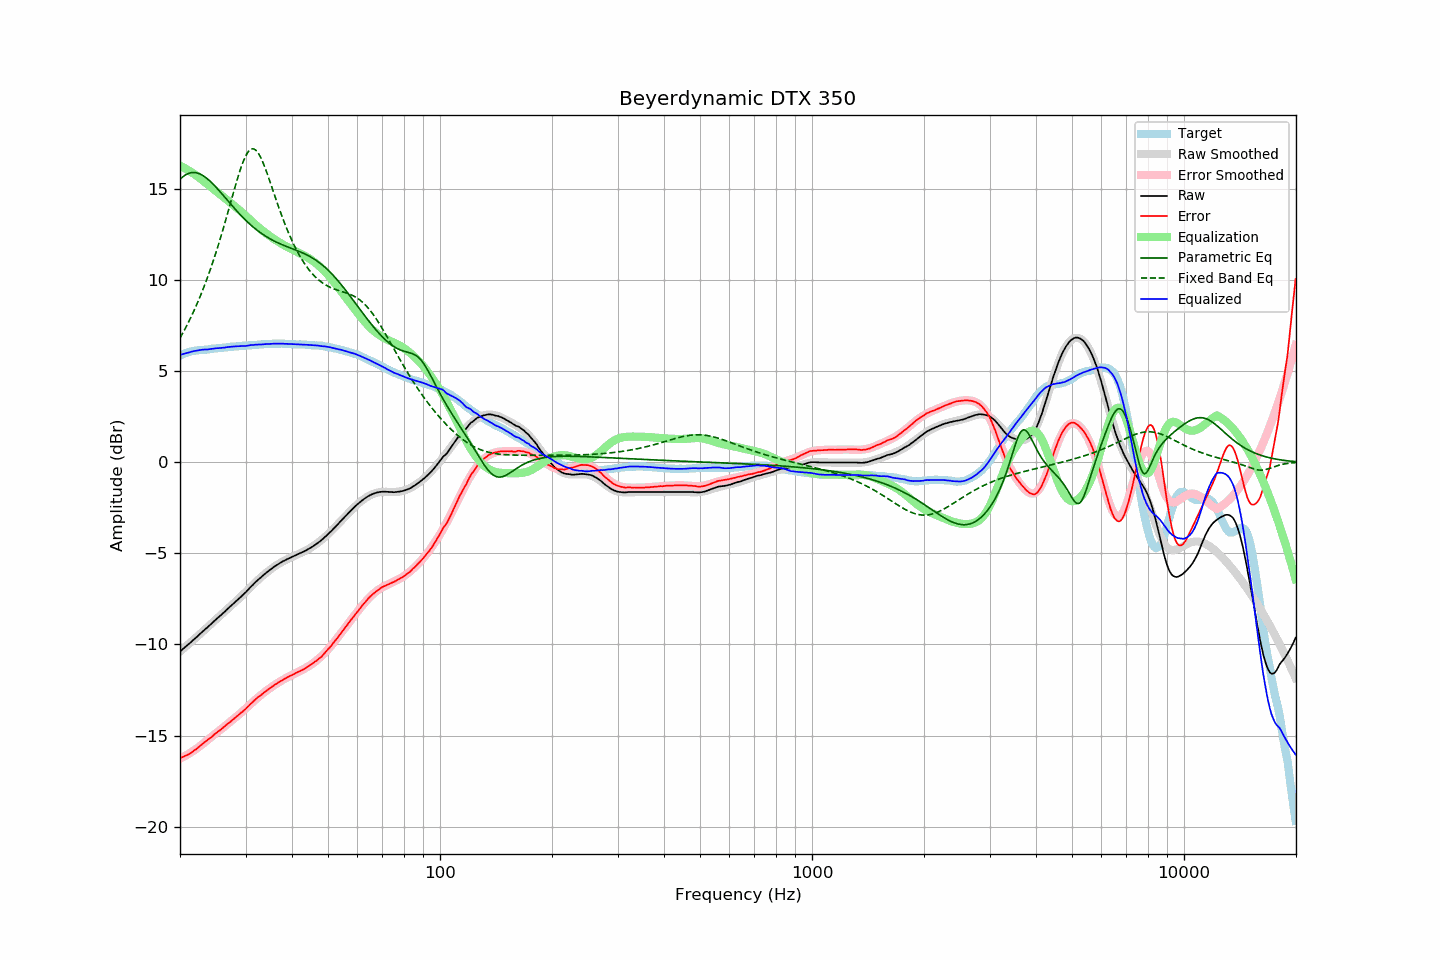 Beyerdynamic DTX 350
Target
Raw Smoothed
Error Smoothed
Raw
Error
Equalization
Parametric Eq
Fixed Band Eq
Equalized
15
10
5
0
−5
−10
−15
−20
Amplitude (dBr)
100
1000
10000
Frequency (Hz)